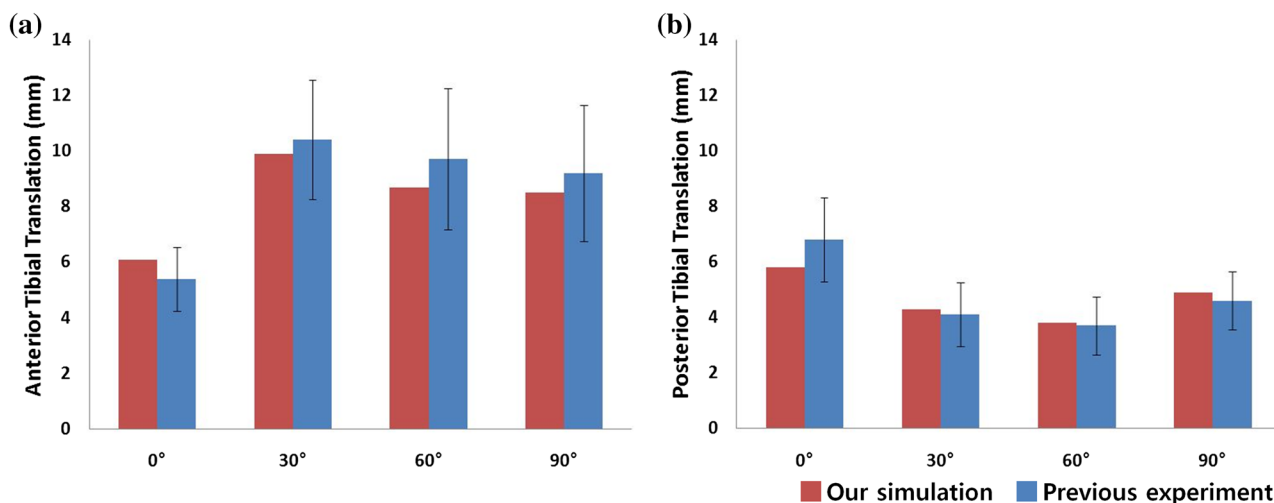 (a)
Anterior Tibial Translation (mm)
14
12
10
8
6
4
2
0
0° 30° 60° 90°
(b)
Posterior Tibial Translation (mm)
14
12
10
8
6
4
2
0
0° 30° 60° 90°
Our simulation Previous experiment